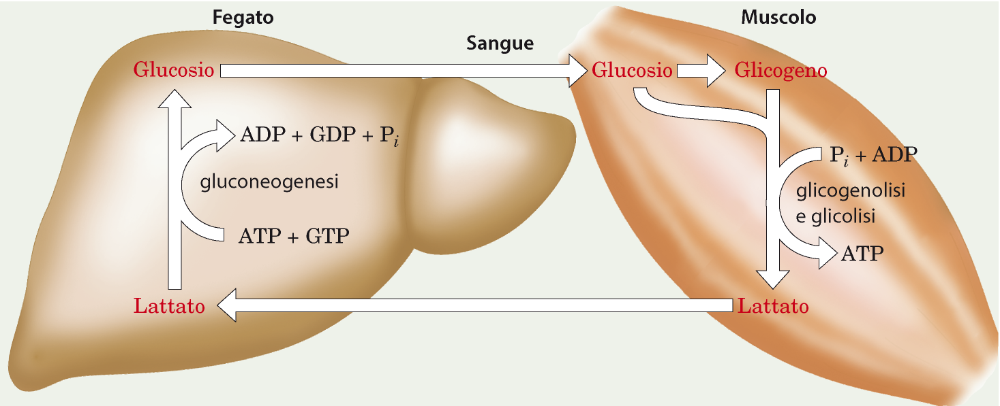 Fegato
Muscolo
Sangue
Glucosio
Glucosio
Glicogeno
ADP + GDP + Pi
gluconeogenesi
ATP + GTP
Pi + ADP
glicogenolisi
e glicolisi
ATP
Lattato
Lattato